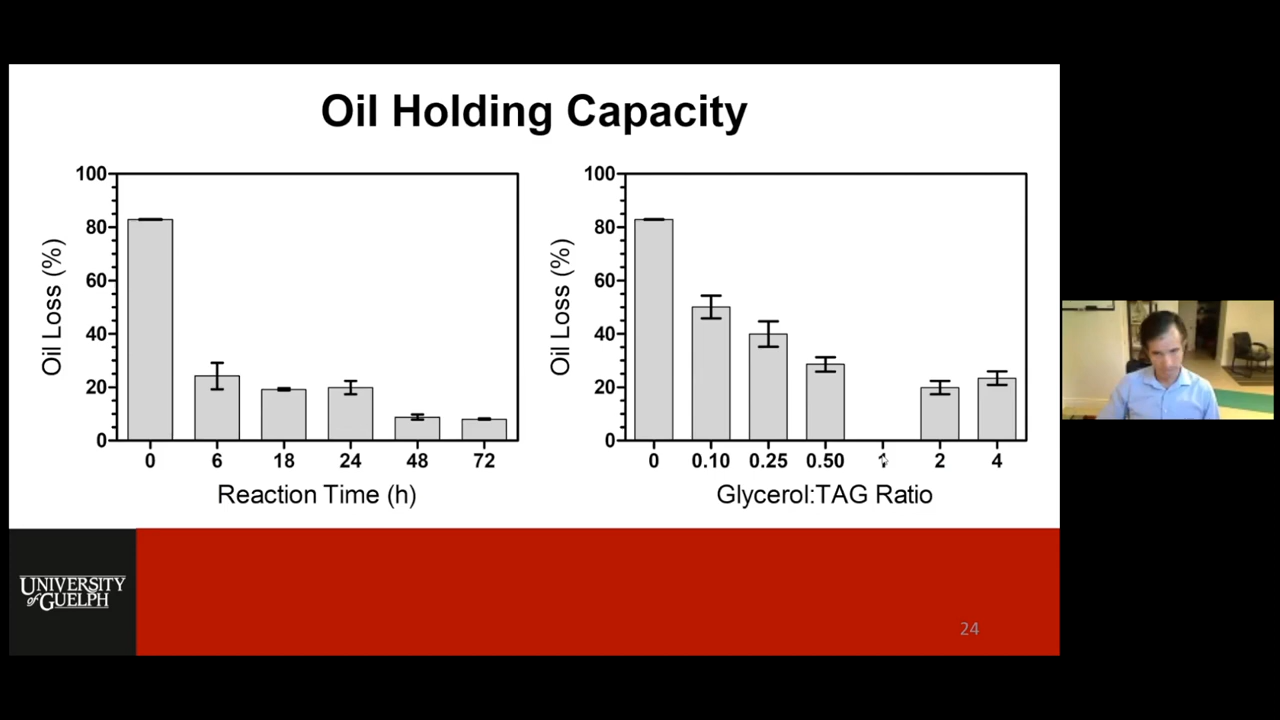 Oil Holding Capacity
100
80
60
40
20
0
Oil Loss (%)
0 6 18 24 48 72
Reaction Time (h)
100
80
60
40
20
0
Oil Loss (%)
0 0.10 0.25 0.50 1 2 4
Glycerol:TAG Ratio
UNIVERSITY
of GUELPH
24